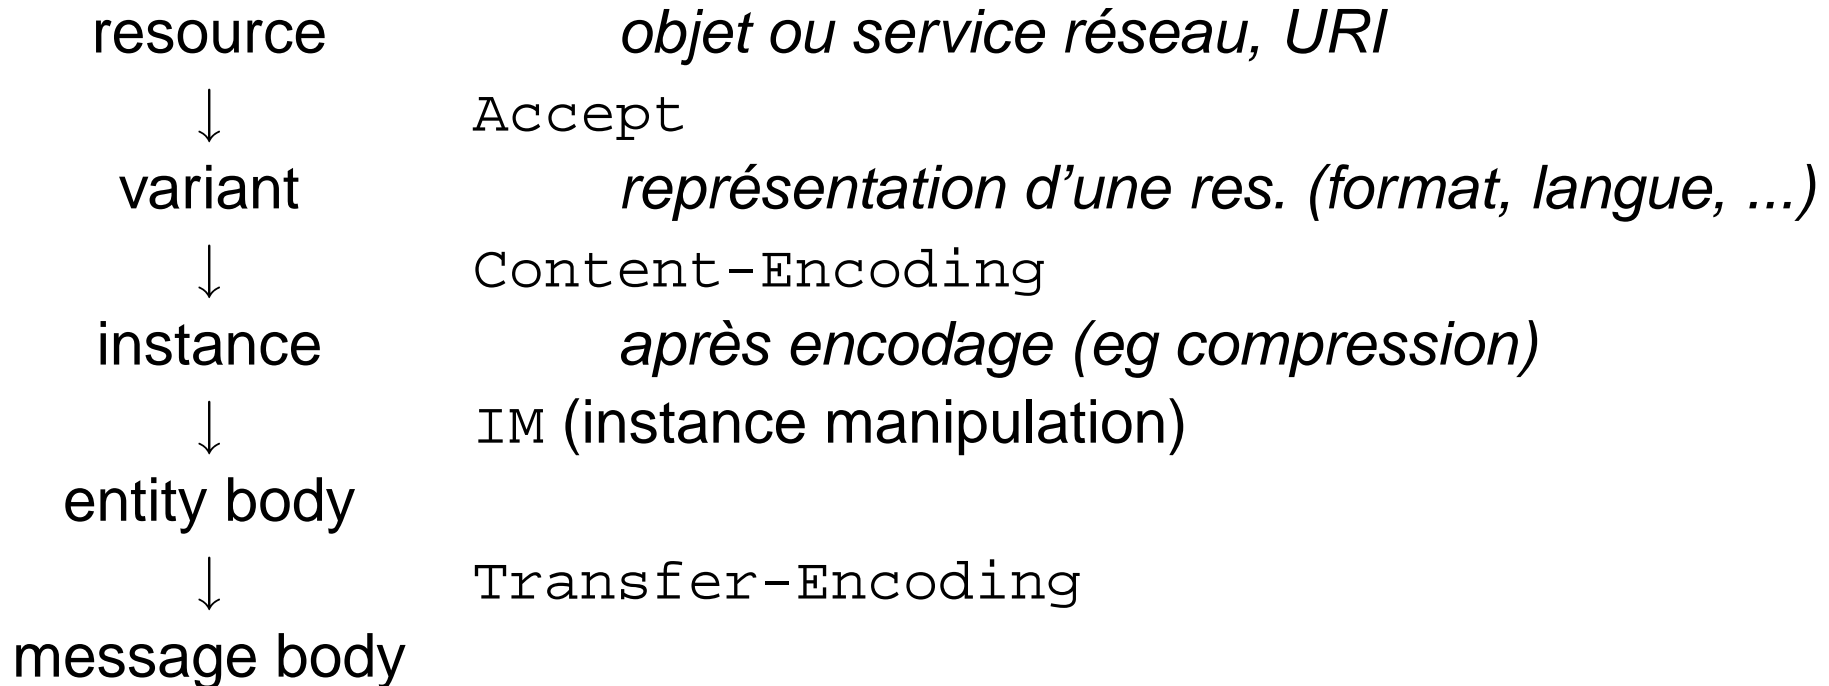 resource objet ou service réseau, URI
↓ Accept
variant représentation d’une res. (format, langue, ...)
↓ Content-Encoding
instance après encodage (eg compression)
↓ IM (instance manipulation)
entity body
↓ Transfer-Encoding
message body